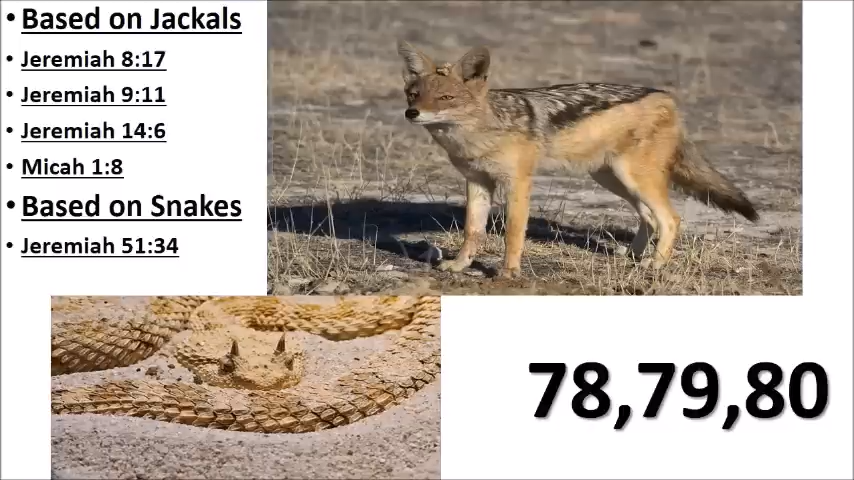 • Based on Jackals
• Jeremiah 8:17
• Jeremiah 9:11
• Jeremiah 14:6
• Micah 1:8
• Based on Snakes
• Jeremiah 51:34
78,79,80